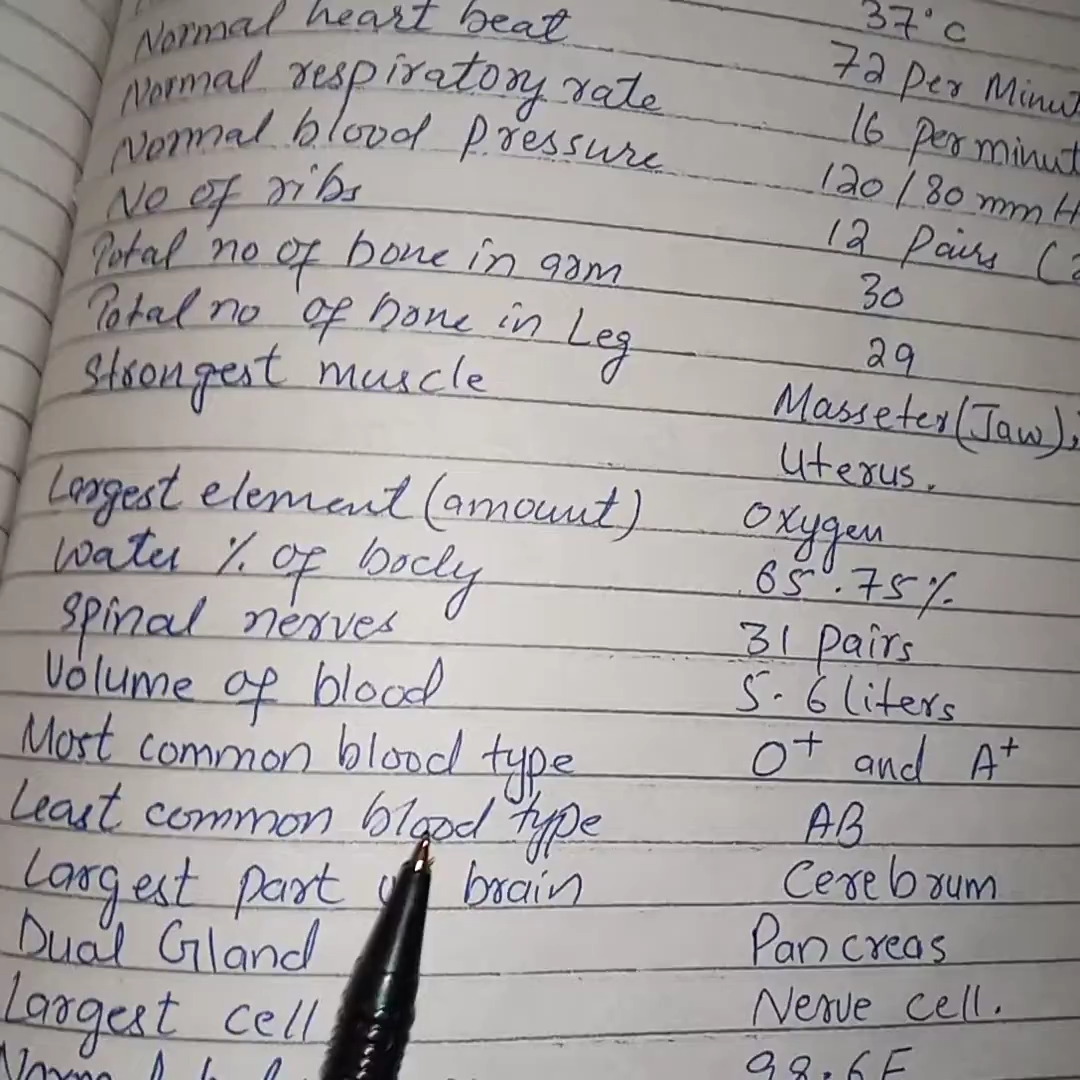 37°c
Normal heart beat 72 Per Minut
Normal respiratory rate 16 per minut
Normal blood Pressure 120/80 mm H
No of ribs 12 Pairs (2
Total no of bone in arm 30
Total no of bone in Leg 29
Strongest muscle Masseter (Jaw),
Uterus.
Largest element (amount) Oxygen
Water % of body 65.75%
Spinal nerves 31 pairs
Volume of blood 5.6 liters
Most common blood type O+ and A+
Least common blood type AB
Largest part brain Cerebrum
Dual Gland Pancreas
Largest cell Nerve cell.
98.6F